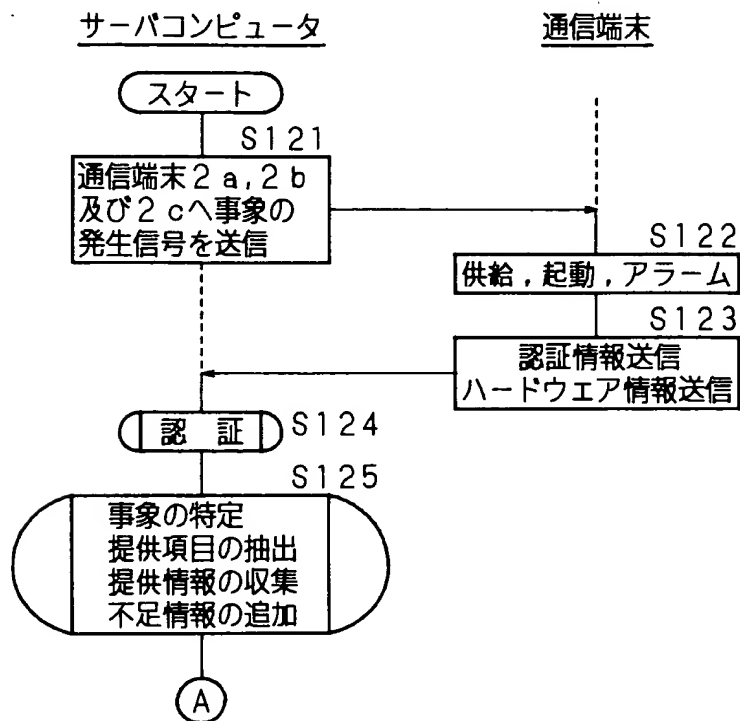 サーバコンピュータ
通信端末
スタート
S121
通信端末2a,2b
及び2cへ事象の
発生信号を送信
S122
供給,起動,アラーム
S123
認証情報送信
ハードウェア情報送信
認 証
S124
S125
事象の特定
提供項目の抽出
提供情報の収集
不足情報の追加
A